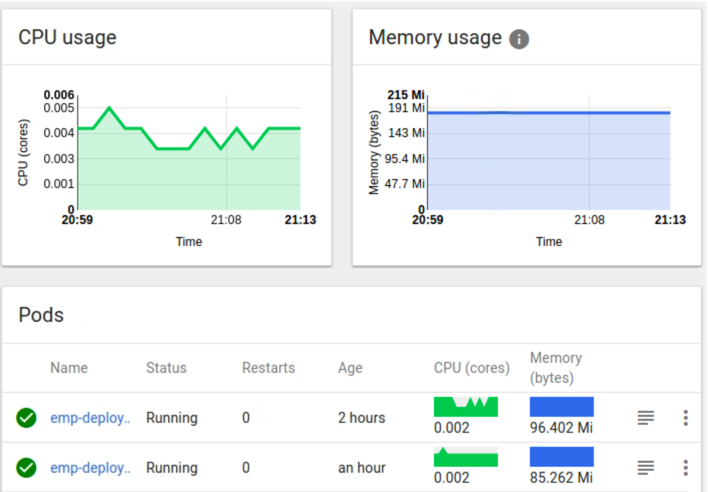 CPU usage
Memory usage
0.006
0.005
0.004
0.003
0.001
0
CPU (cores)
20:59
21:08
21:13
Time
215 Mi
191 Mi
143 Mi
95.4 Mi
47.7 Mi
0
Memory (bytes)
20:59
21:08
21:13
Time
Pods
Name Status Restarts Age CPU (cores) Memory (bytes)
emp-deploy.. Running 0 2 hours 0.002 96.402 Mi
emp-deploy.. Running 0 an hour 0.002 85.262 Mi